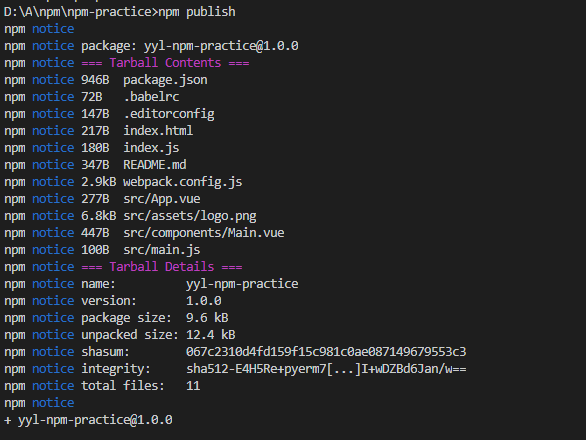 D:\A\npm\npm-practice>npm publish
npm notice
npm notice package: yyl-npm-practice@1.0.0
npm notice === Tarball Contents ===
npm notice 946B  package.json
npm notice 72B   .babelrc
npm notice 147B  .editorconfig
npm notice 217B  index.html
npm notice 180B  index.js
npm notice 347B  README.md
npm notice 2.9kB webpack.config.js
npm notice 277B  src/App.vue
npm notice 6.8kB src/assets/logo.png
npm notice 447B  src/components/Main.vue
npm notice 100B  src/main.js
npm notice === Tarball Details ===
npm notice name:          yyl-npm-practice
npm notice version:       1.0.0
npm notice package size:  9.6 kB
npm notice unpacked size: 12.4 kB
npm notice shasum:        067c2310d4fd159f15c981c0ae087149679553c3
npm notice integrity:     sha512-E4H5Re+pyerm7[...]I+wDZBd6Jan/w==
npm notice total files:   11
npm notice
+ yyl-npm-practice@1.0.0